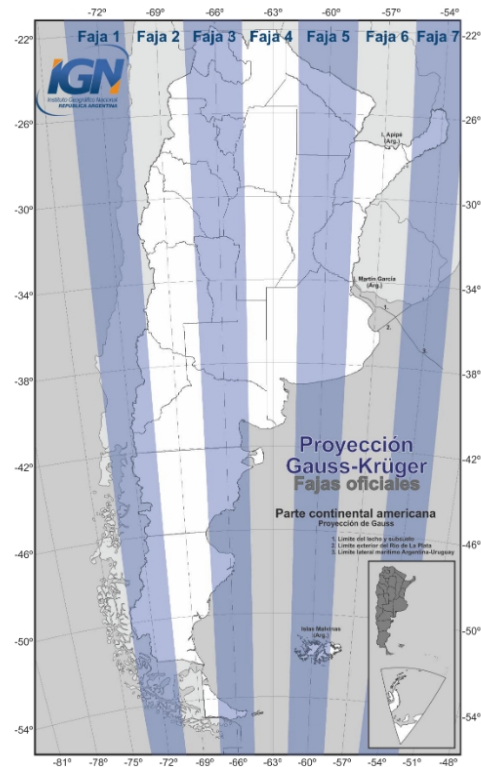 -72° -69° -66° -63° -60° -57° -54°
Faja 1 Faja 2 Faja 3 Faja 4 Faja 5 Faja 6 Faja 7
-22° -22°
IGN
Instituto Geográfico Nacional
REPUBLICA ARGENTINA
-26° -26°
I. Apipé
(Arg.)
-30° -30°
I. Martín García
(Arg.)
1.
2.
3.
-34° -34°
-38° -38°
Proyección
Gauss-Krüger
Fajas oficiales
-42° -42°
Parte continental americana
Proyección de Gauss
1. Límite del lecho y subsuelo
2. Límite exterior del Río de La Plata
3. Límite lateral marítimo Argentina-Uruguay
-46° -46°
Islas Malvinas
(Arg.)
-50° -50°
-54° -54°
-81° -78° -75° -72° -69° -66° -63° -60° -57° -54° -51° -48°